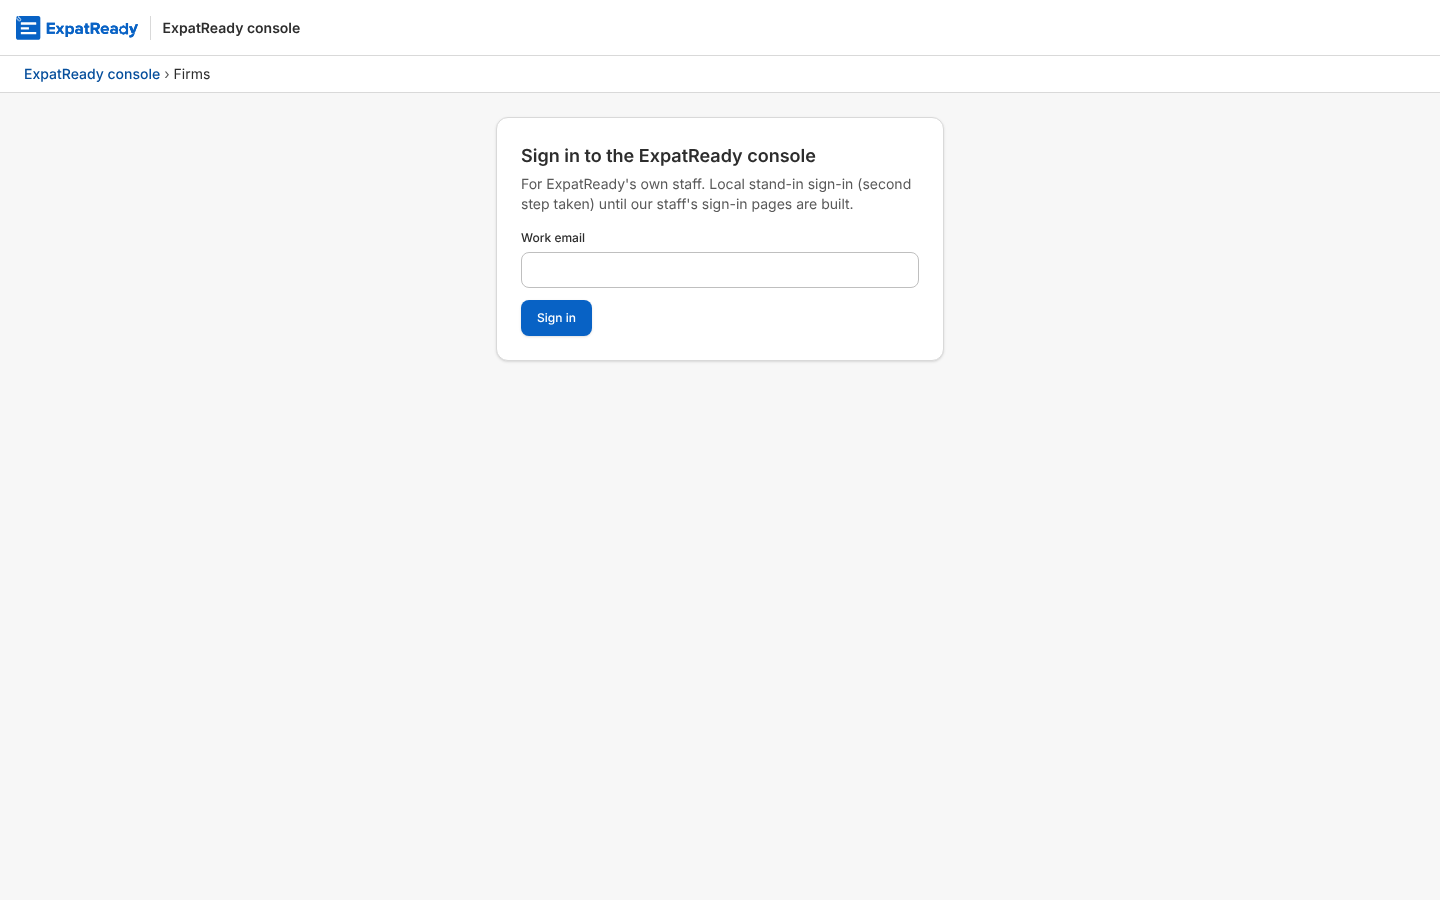 ExpatReady
ExpatReady console
ExpatReady console › Firms
Sign in to the ExpatReady console
For ExpatReady's own staff. Local stand-in sign-in (second
step taken) until our staff's sign-in pages are built.
Work email
Sign in